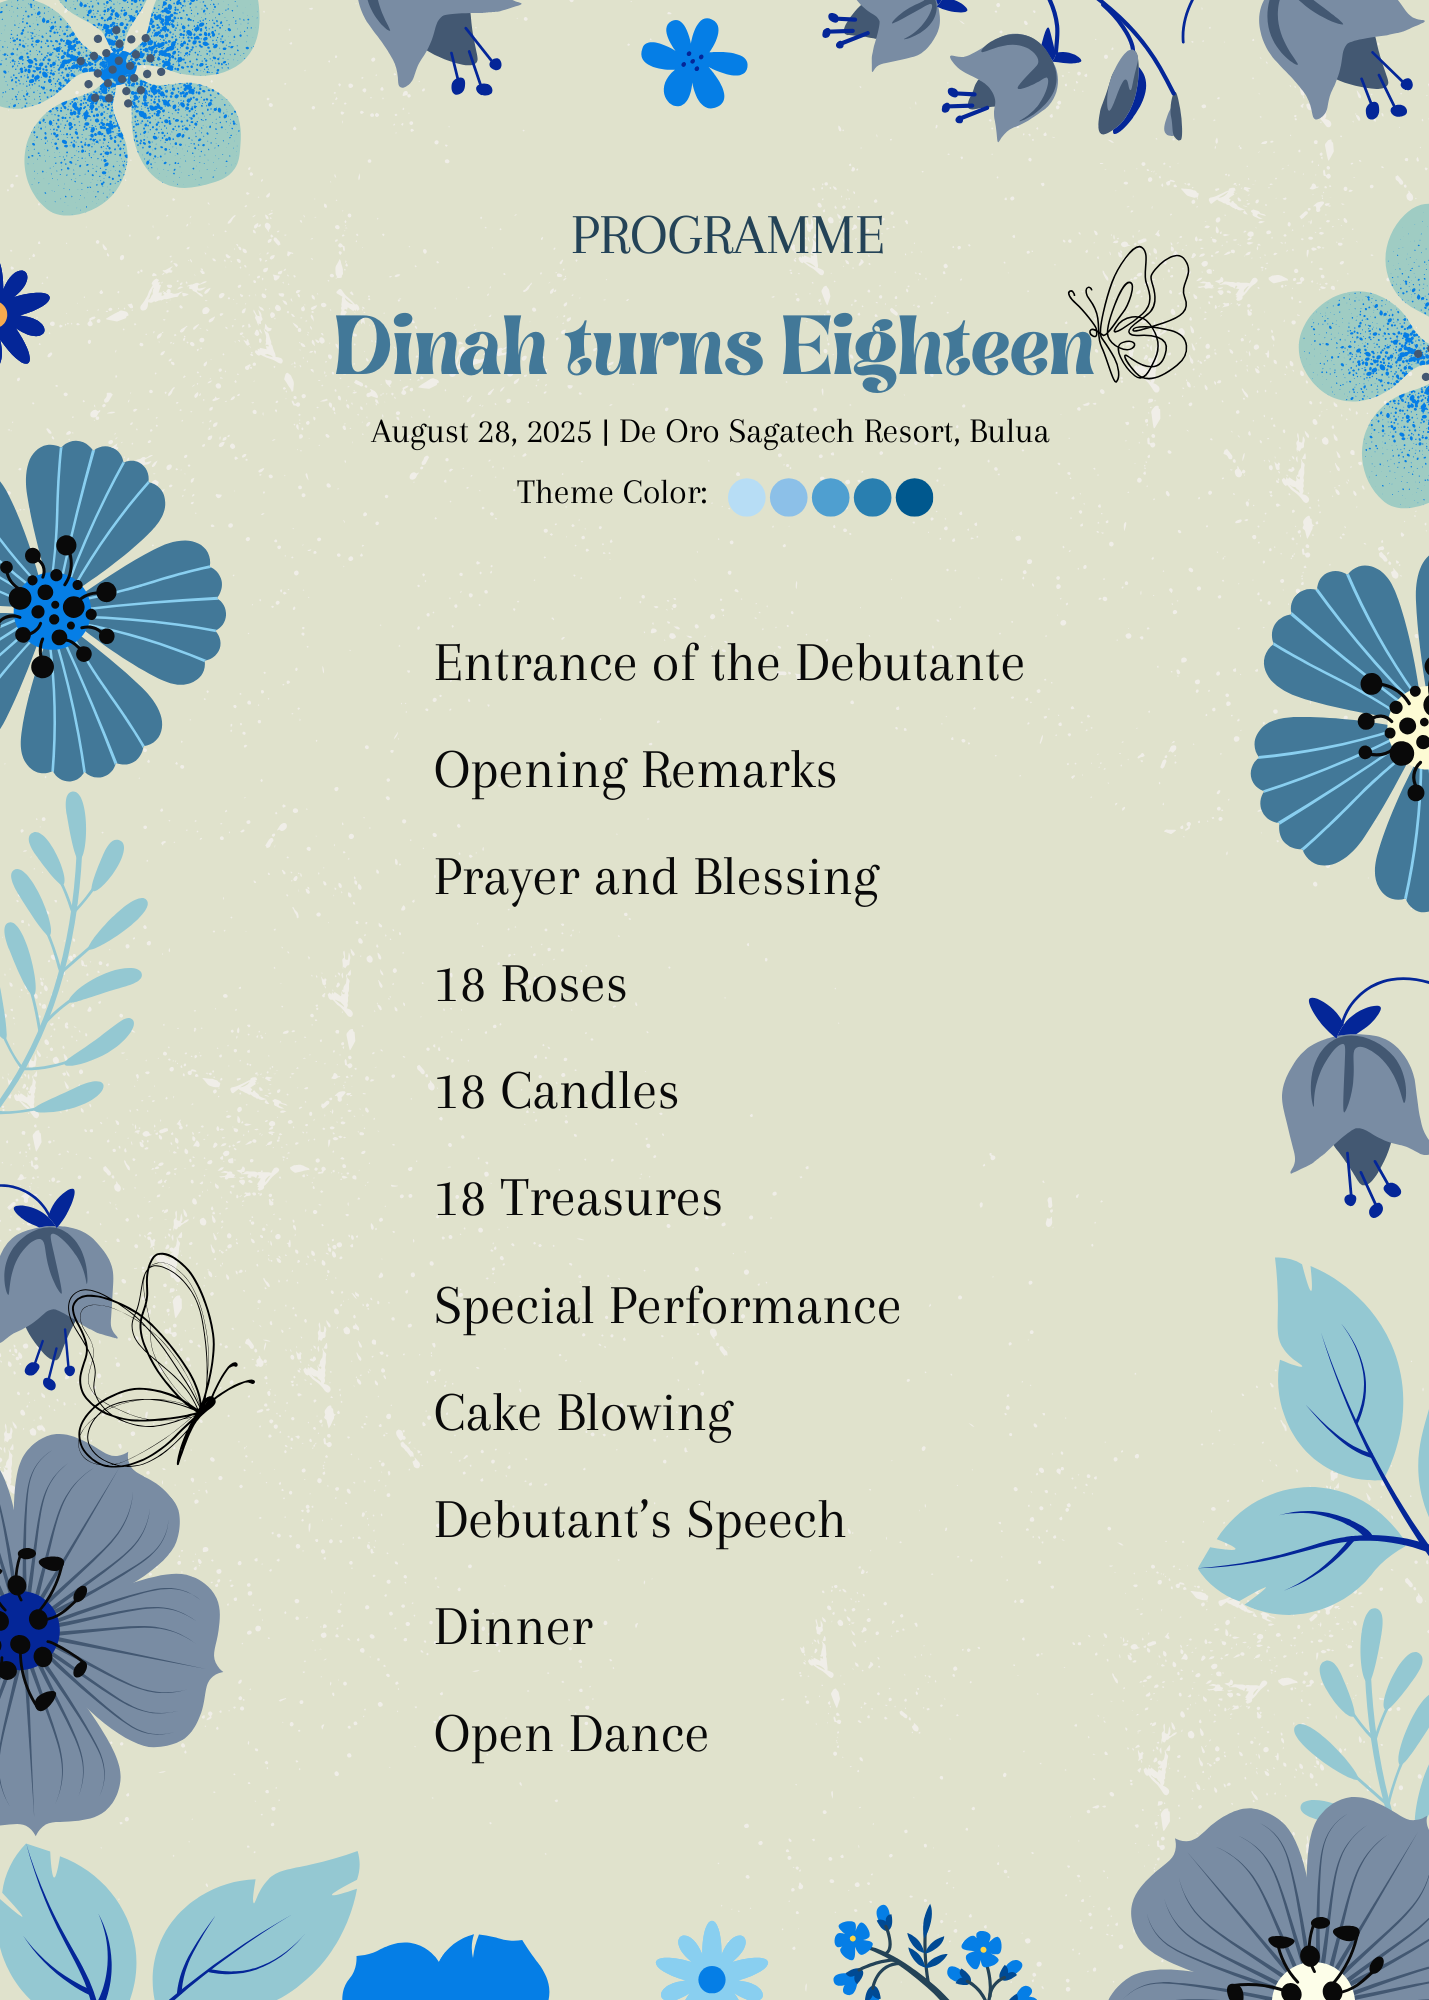 PROGRAMME
Dinah turns Eighteen
August 28, 2025 | De Oro Sagatech Resort, Bulua
Theme Color:
Entrance of the Debutante
Opening Remarks
Prayer and Blessing
18 Roses
18 Candles
18 Treasures
Special Performance
Cake Blowing
Debutant’s Speech
Dinner
Open Dance